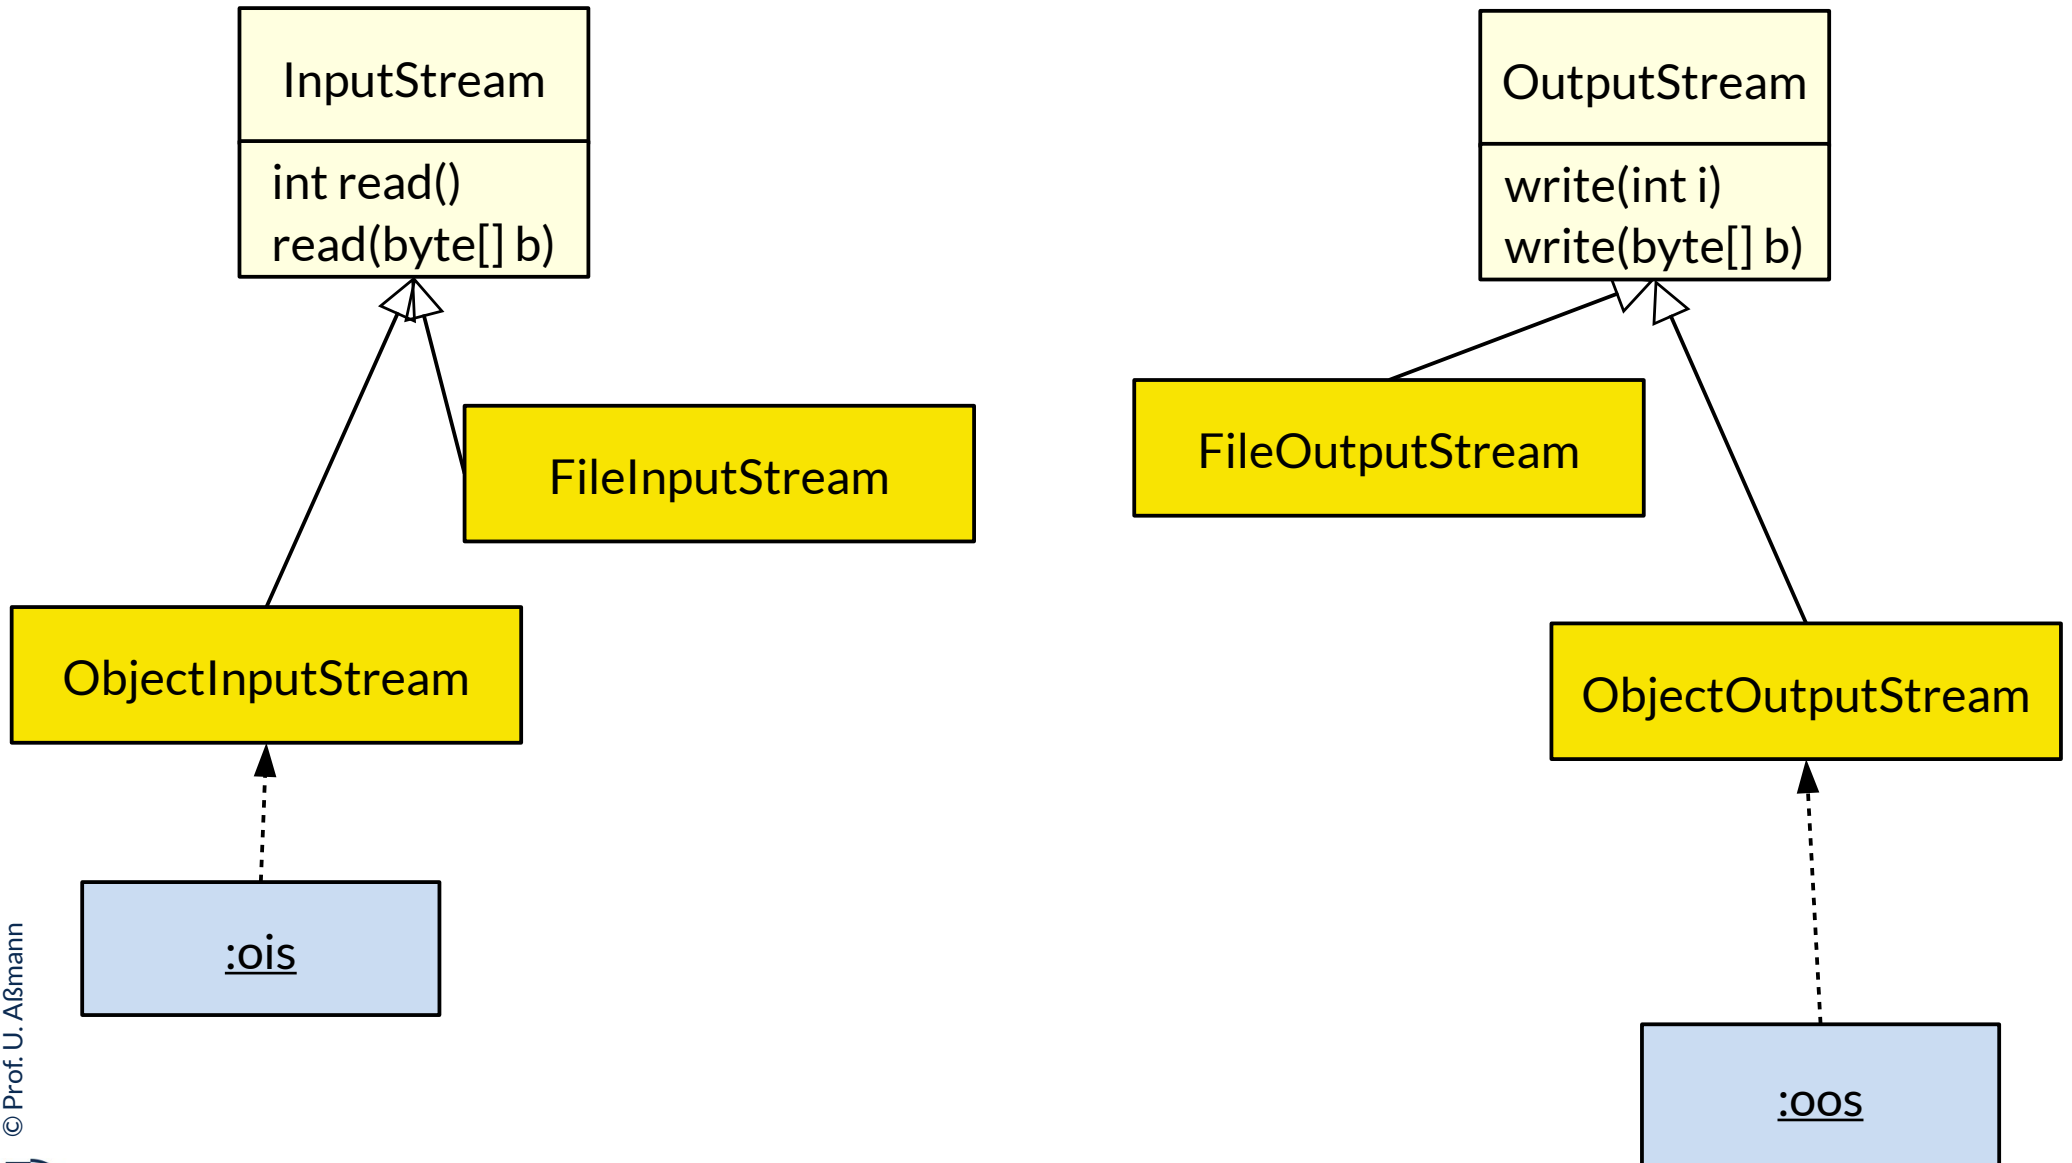 InputStream
int read()
read(byte[] b)
OutputStream
write(int i)
write(byte[] b)
FileInputStream
FileOutputStream
ObjectInputStream
ObjectOutputStream
:ois
:oos
© Prof. U. Aßmann